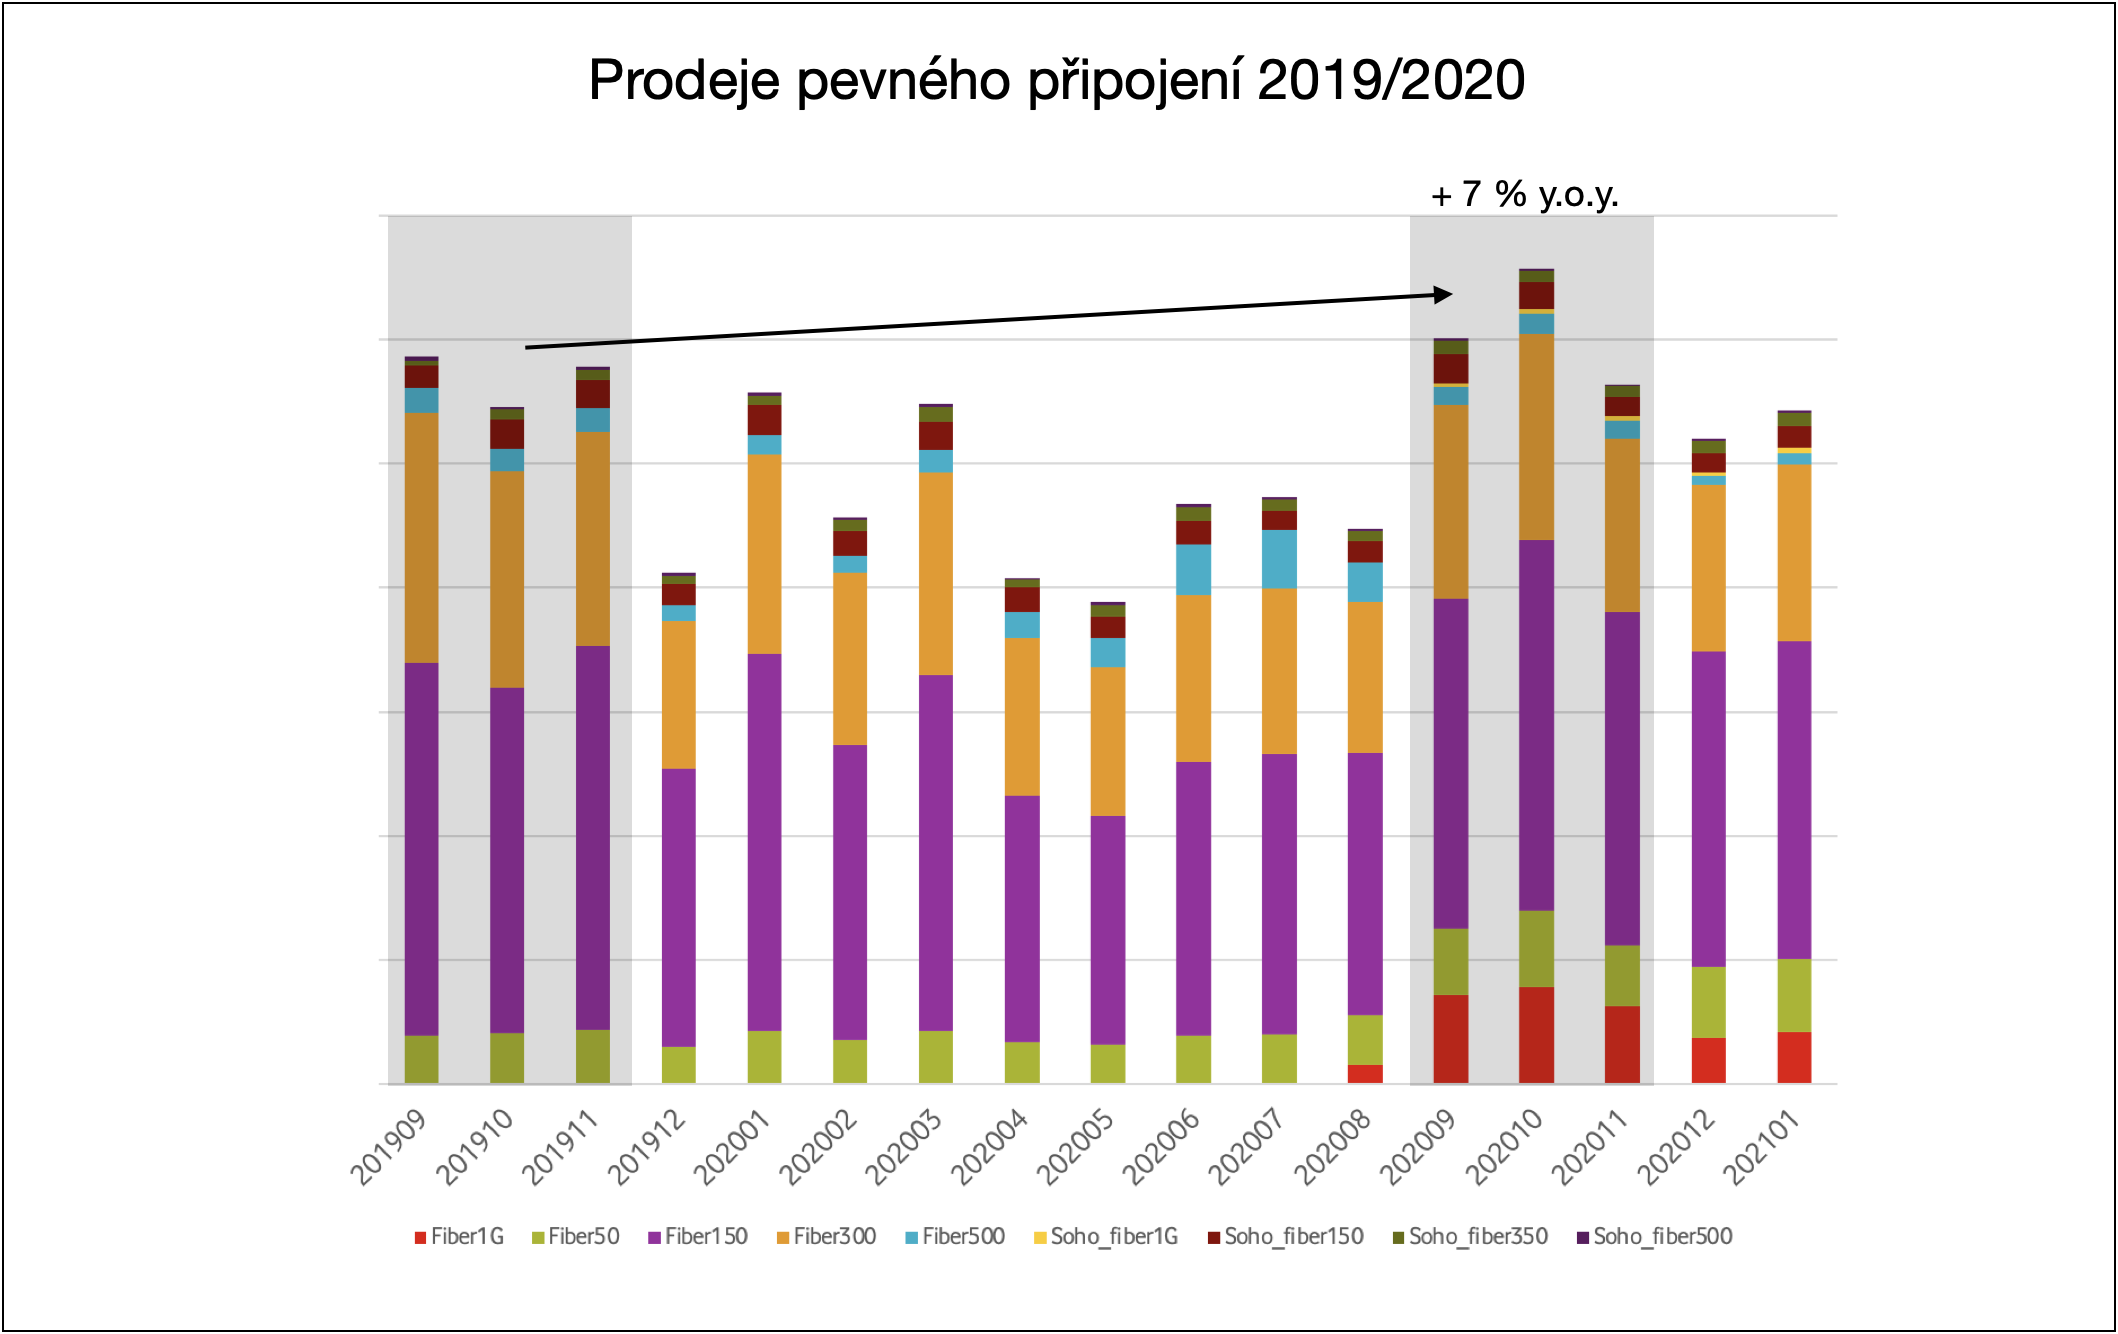 Prodeje pevného připojení 2019/2020
+ 7 % y.o.y.
201909 201910 201911 201912 202001 202002 202003 202004 202005 202006 202007 202008 202009 202010 202011 202012 202101
Fiber1G Fiber50 Fiber150 Fiber300 Fiber500 Soho_fiber1G Soho_fiber150 Soho_fiber350 Soho_fiber500